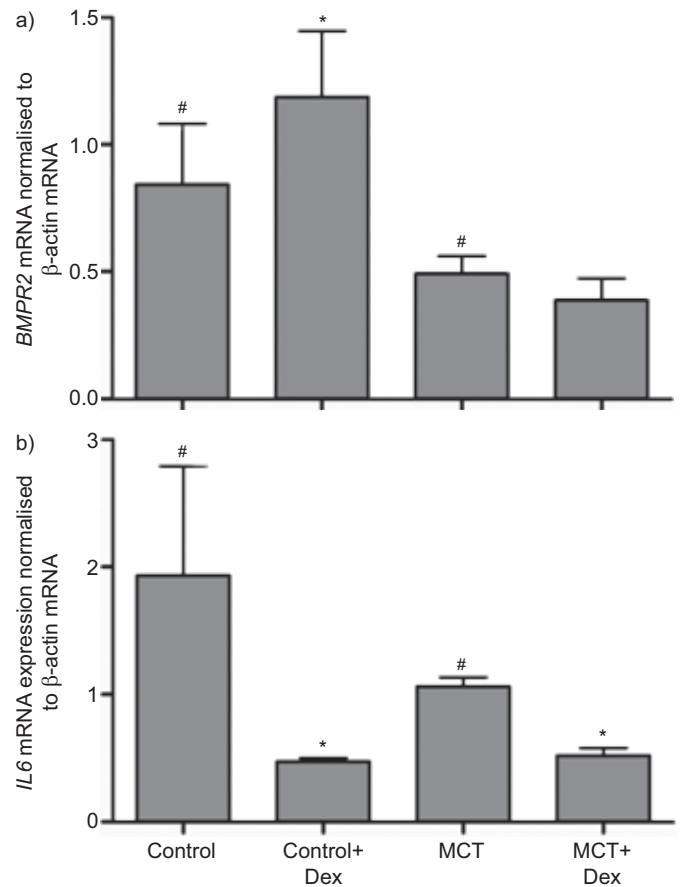 a)
BMPR2 mRNA normalised to
β-actin mRNA
1.5
1.0
0.5
0.0
#
*
#
b)
IL6 mRNA expression normalised
to β-actin mRNA
3
2
1
0
#
*
#
*
Control
Control+
Dex
MCT
MCT+
Dex